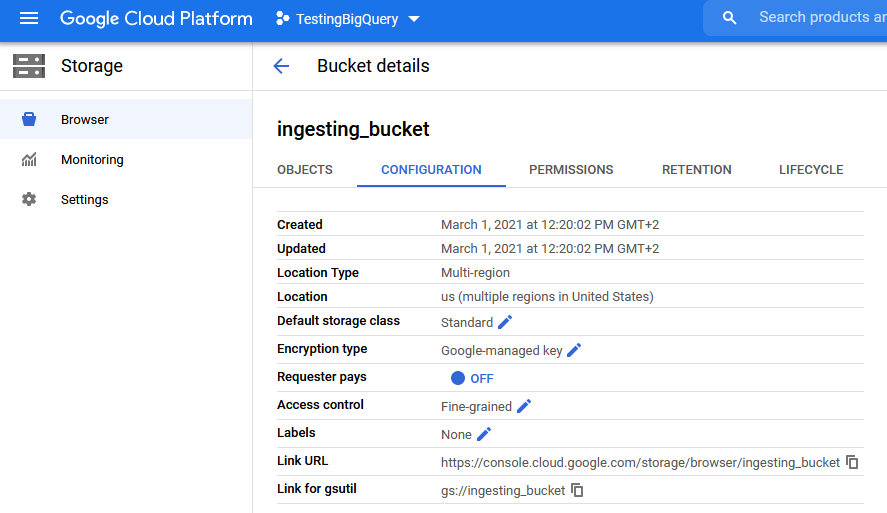 Google Cloud Platform TestingBigQuery Search products ar
Storage
Bucket details
Browser
Monitoring
Settings
ingesting_bucket
OBJECTS CONFIGURATION PERMISSIONS RETENTION LIFECYCLE
Created March 1, 2021 at 12:20:02 PM GMT+2
Updated March 1, 2021 at 12:20:02 PM GMT+2
Location Type Multi-region
Location us (multiple regions in United States)
Default storage class Standard
Encryption type Google-managed key
Requester pays OFF
Access control Fine-grained
Labels None
Link URL https://console.cloud.google.com/storage/browser/ingesting_bucket
Link for gsutil gs://ingesting_bucket